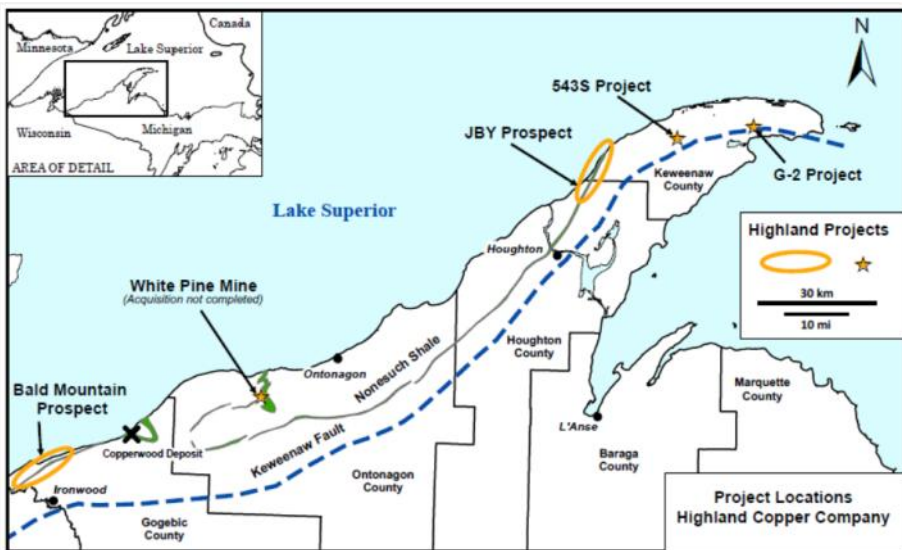 Minnesota
Canada
Lake Superior
Wisconsin
Michigan
AREA OF DETAIL
N
543S Project
JBY Prospect
G-2 Project
Keweenaw
County
Lake Superior
Houghton
Highland Projects
30 km
10 mi
White Pine Mine
(Acquisition not completed)
Ontonagon
Nonesuch Shale
Houghton
County
Marquette
County
Bald Mountain
Prospect
Copperwood Deposit
Keweenaw Fault
L'Anse
Baraga
County
Ironwood
Ontonagon
County
Gogebic
County
Project Locations
Highland Copper Company